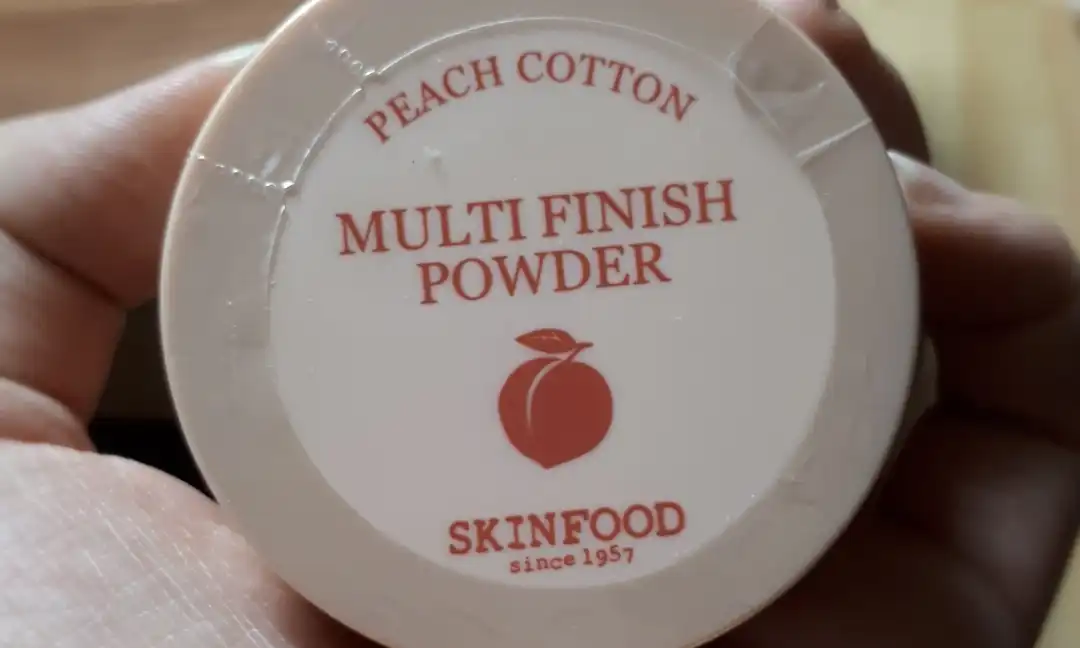 PEACH COTTON
MULTI FINISH
POWDER
SKINFOOD
since 1957